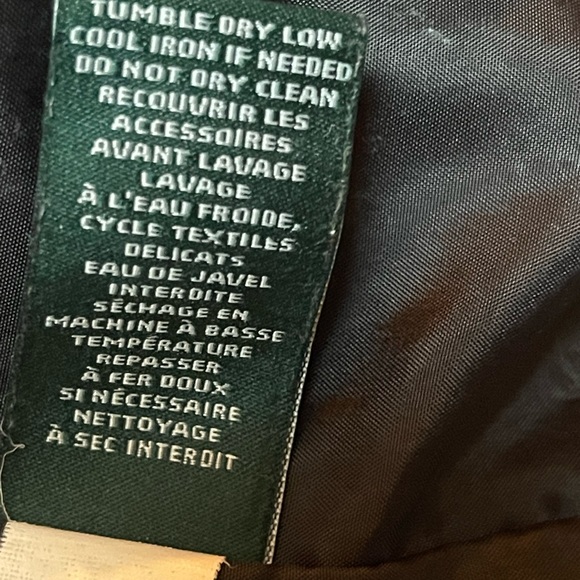 TUMBLE DRY LOW
COOL IRON IF NEEDED
DO NOT DRY CLEAN
RECOUVRIR LES
ACCESSOIRES
AVANT LAVAGE
LAVAGE
À L'EAU FROIDE,
CYCLE TEXTILES
DELICATS
EAU DE JAVEL
INTERDITE
SÉCHAGE EN
MACHINE À BASSE
TEMPÉRATURE
REPASSER
À FER DOUX
SI NÉCESSAIRE
NETTOYAGE
À SEC INTERDIT